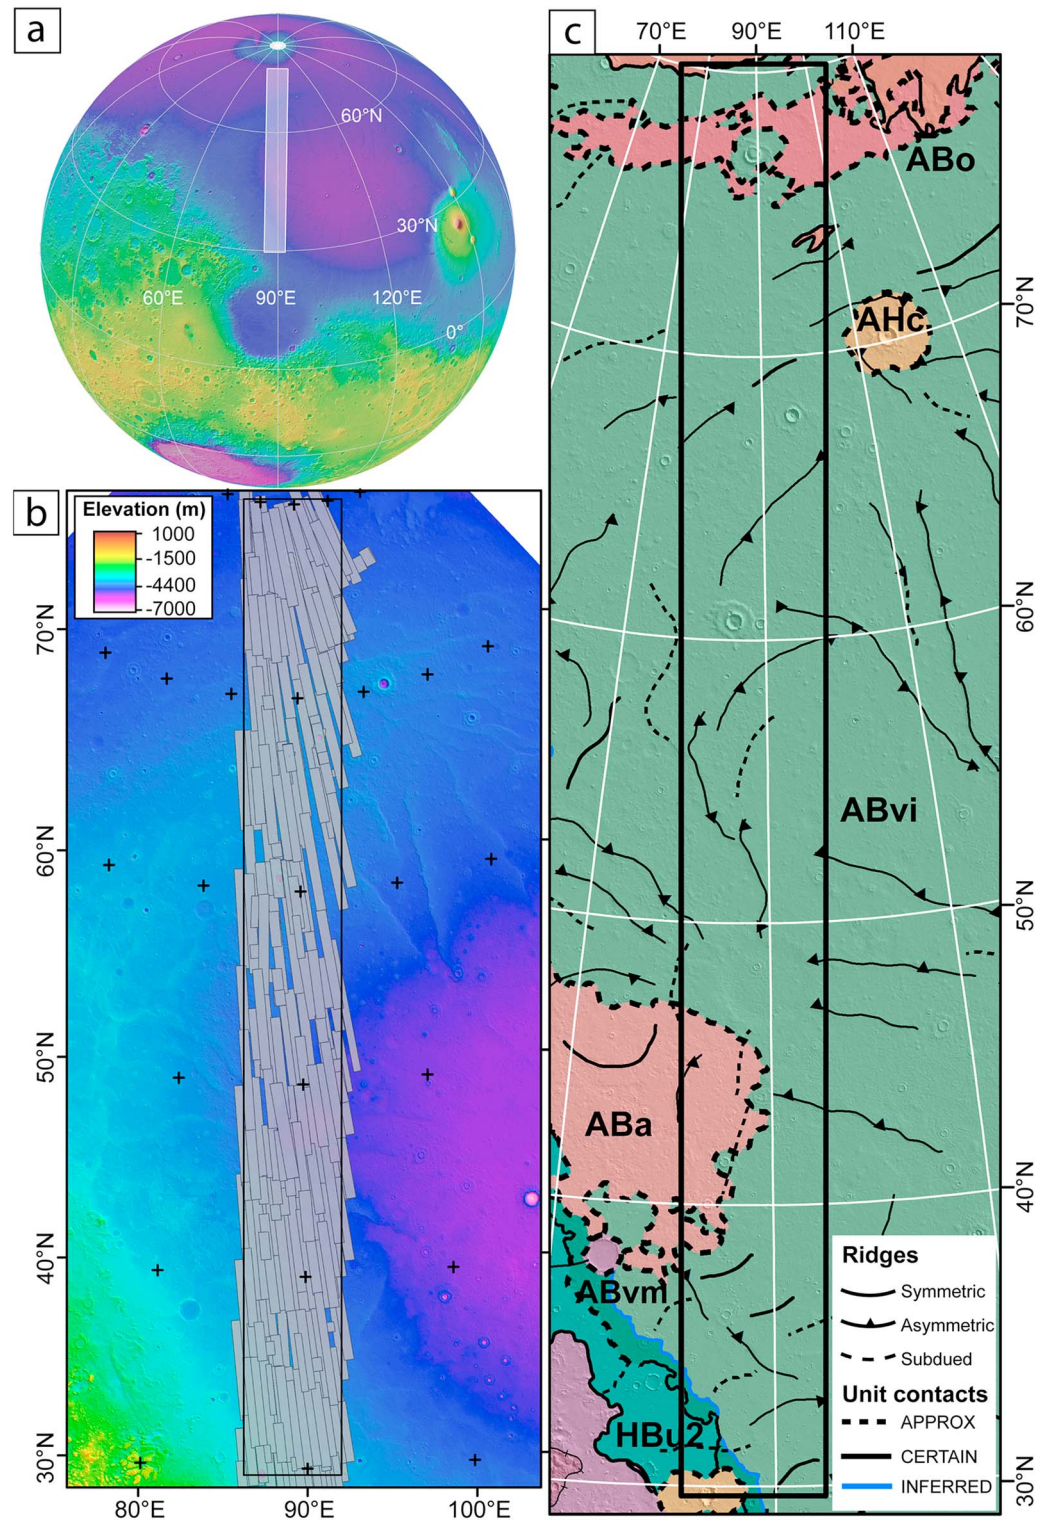 a
60°N
30°N
60°E
90°E
120°E
0°
b
Elevation (m)
1000
-1500
-4400
-7000
70°N
60°N
50°N
40°N
30°N
80°E
90°E
100°E
c
70°E
90°E
110°E
ABo
AHc
ABvi
ABa
ABvm
HBu2
70°N
60°N
50°N
40°N
30°N
Ridges
Symmetric
Asymmetric
Subdued
Unit contacts
APPROX
CERTAIN
INFERRED